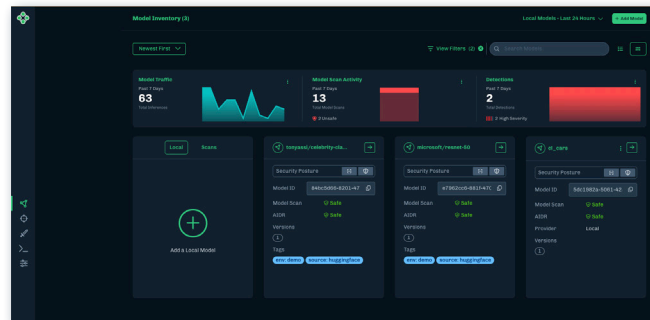 Model Inventory (3)
Local Models - Last 24 Hours
+ Add Model
Newest First
View Filters (2)
Search Models
Model Traffic
Past 7 Days
63
Total Inferences
Model Scan Activity
Past 7 Days
13
Total Model Scans
2 Unsafe
Detections
Past 7 Days
2
Total Detections
2 High Severity
Local
Scans
Add a Local Model
Security Posture
Model ID
Model Scan
Safe
AIDR
Safe
Versions
1
Tags
env: demo
source: huggingface
microsoft/resnet-50
Security Posture
Model ID
Model Scan
Safe
AIDR
Safe
Versions
1
Tags
env: demo
source: huggingface
Security Posture
Model ID
Model Scan
Safe
AIDR
Safe
Provider
Local
Versions
1